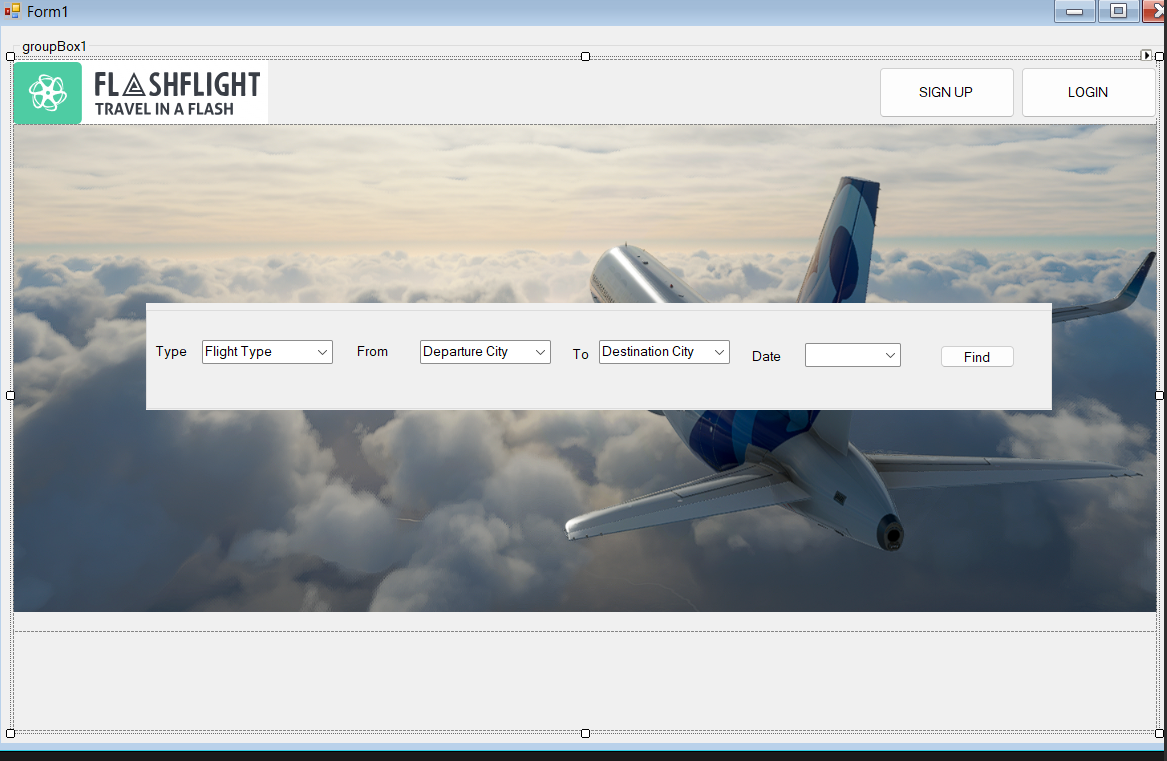 Form1
groupBox1
FLASHFLIGHT
TRAVEL IN A FLASH
SIGN UP
LOGIN
Type
Flight Type
From
Departure City
To
Destination City
Date
Find